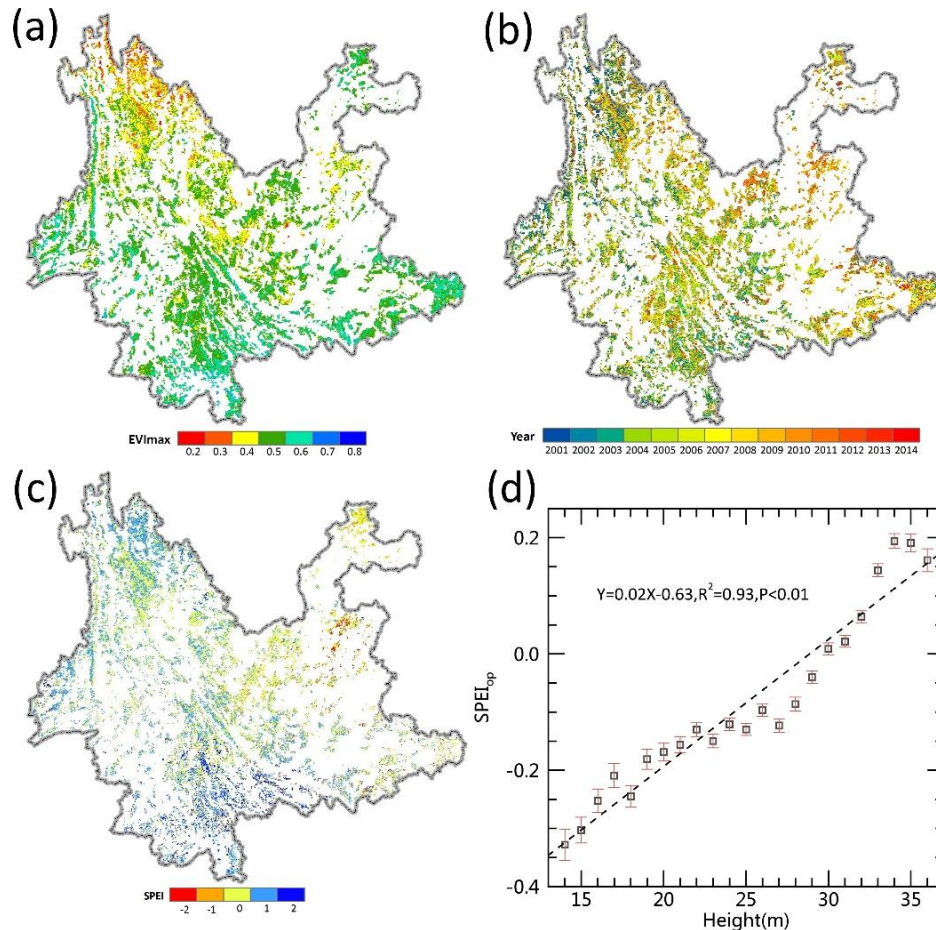 (a)
(b)
EVImax
0.2 0.3 0.4 0.5 0.6 0.7 0.8
Year
2001 2002 2003 2004 2005 2006 2007 2008 2009 2010 2011 2012 2013 2014
(c)
SPEI
-2 -1 0 1 2
(d)
0.2
0.0
-0.2
-0.4
SPEIop
Y=0.02X-0.63,R²=0.93,P<0.01
15 20 25 30 35
Height(m)